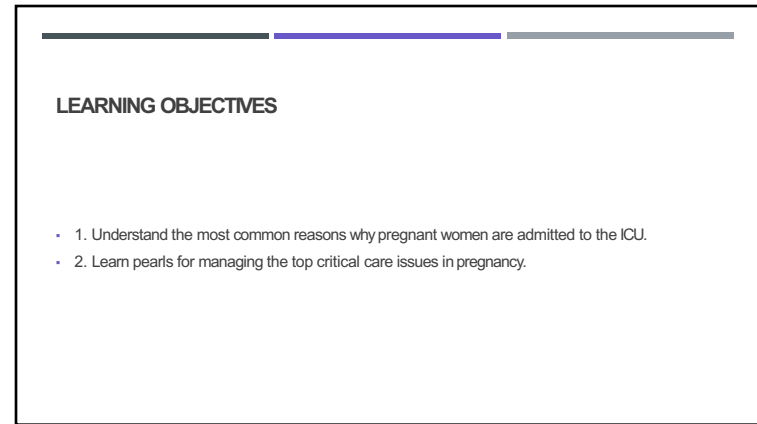 LEARNING OBJECTIVES
▪ 1. Understand the most common reasons why pregnant women are admitted to the ICU.
▪ 2. Learn pearls for managing the top critical care issues in pregnancy.